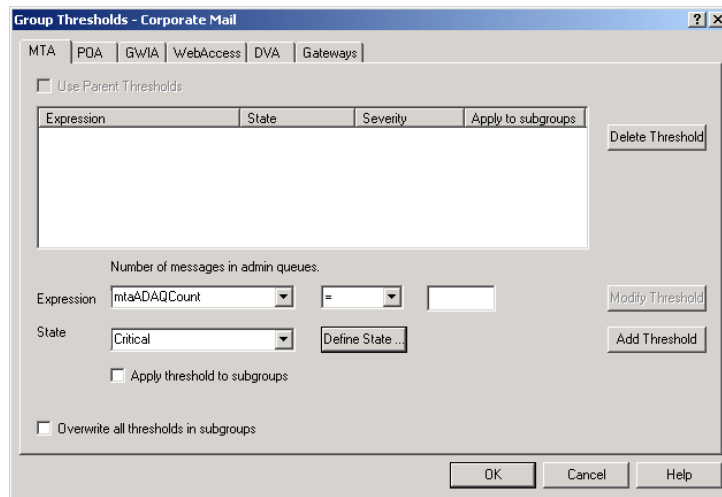 Group Thresholds - Corporate Mail
MTA POA GWIA WebAccess DVA Gateways
Use Parent Thresholds
Expression State Severity Apply to subgroups
Delete Threshold
Number of messages in admin queues.
Expression mtaADAQCount = Modify Threshold
State Critical Define State ... Add Threshold
Apply threshold to subgroups
Overwrite all thresholds in subgroups
OK Cancel Help